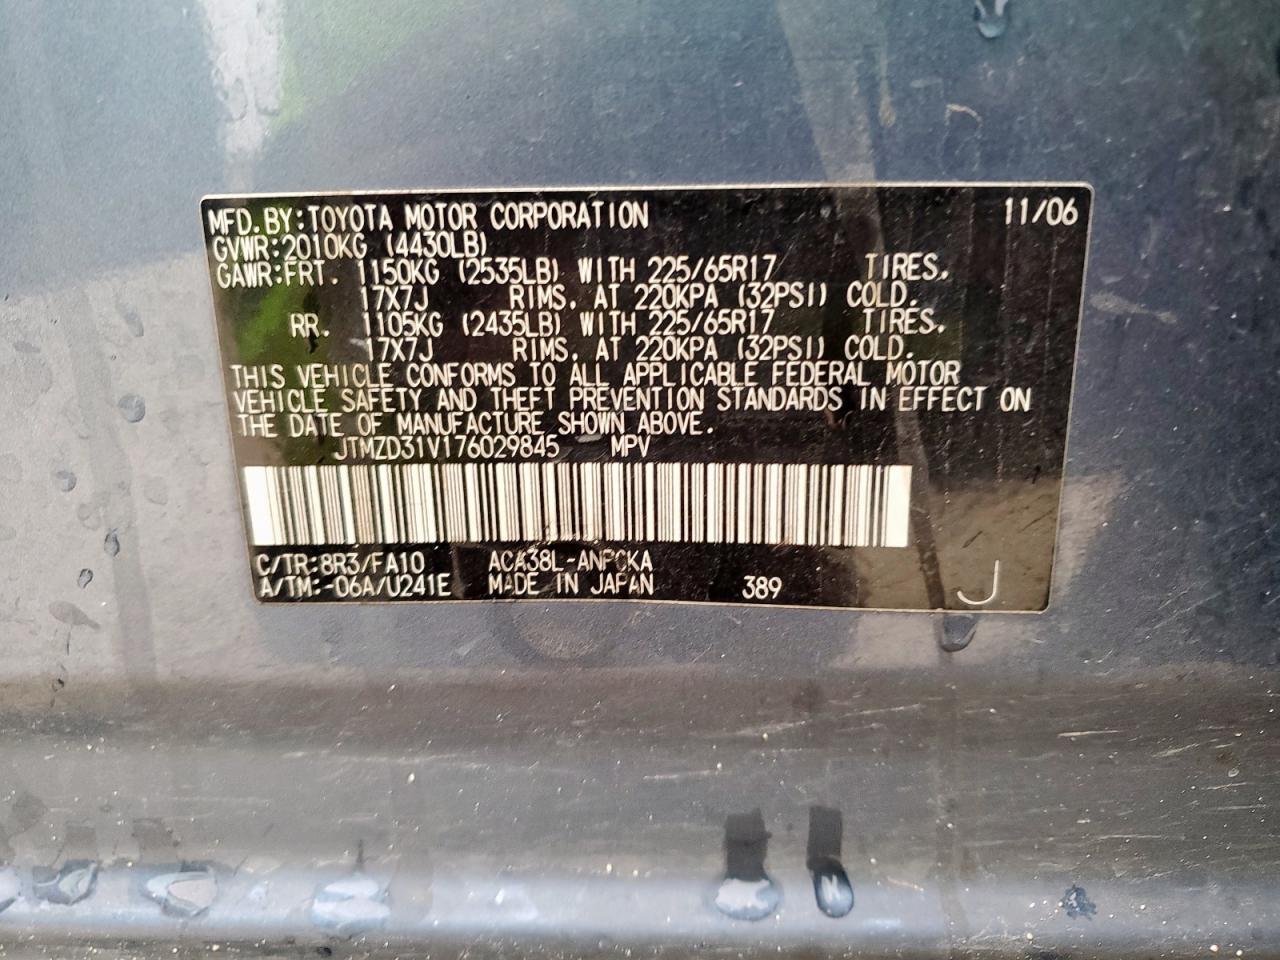 MFD.BY:TOYOTA MOTOR CORPORATION 11/06
GVWR:2010KG (4430LB)
GAWR:FRT. 1150KG (2535LB) WITH 225/65R17 TIRES.
17X7J RIMS. AT 220KPA (32PSI) COLD.
RR. 1105KG (2435LB) WITH 225/65R17 TIRES.
17X7J RIMS. AT 220KPA (32PSI) COLD.
THIS VEHICLE CONFORMS TO ALL APPLICABLE FEDERAL MOTOR
VEHICLE SAFETY AND THEFT PREVENTION STANDARDS IN EFFECT ON
THE DATE OF MANUFACTURE SHOWN ABOVE.
JTMZD31V176029845 MPV
C/TR:8R3/FA10 ACA38L-ANPCKA
A/TM:-06A/U241E MADE IN JAPAN 389 J